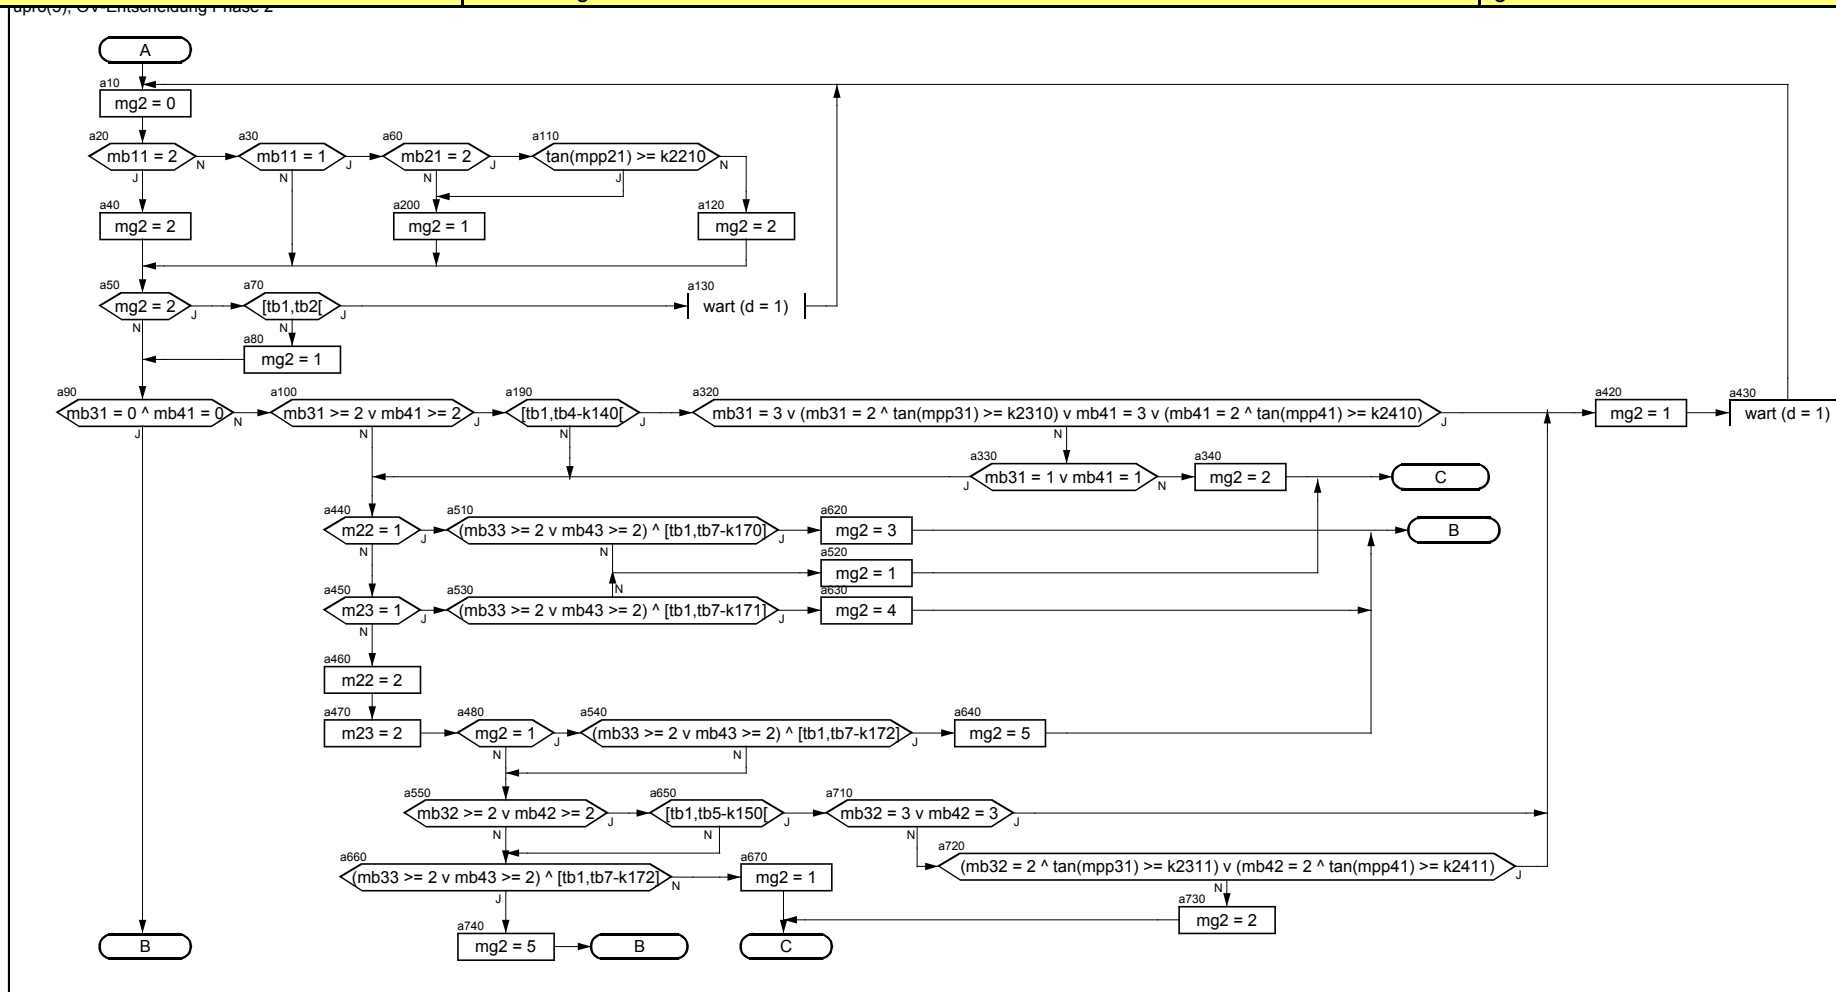 upro(3), ÖV-Entscheidung Phase 2
A
a10
mg2 = 0
a20 a30 a60 a110
mb11 = 2 N mb11 = 1 J mb21 = 2 J tan(mpp21) >= k2210 N
J N N J
a40 a200 a120
mg2 = 2 mg2 = 1 mg2 = 2
a50 a70 a130
mg2 = 2 J [tb1,tb2[ J wart (d = 1)
N N
a80
mg2 = 1
a90 a100 a190 a320 a420 a430
mb31 = 0 ^ mb41 = 0 N mb31 >= 2 v mb41 >= 2 J [tb1,tb4-k140[ J mb31 = 3 v (mb31 = 2 ^ tan(mpp31) >= k2310) v mb41 = 3 v (mb41 = 2 ^ tan(mpp41) >= k2410) J mg2 = 1 wart (d = 1)
J N N N
a330 a340
J mb31 = 1 v mb41 = 1 N mg2 = 2 C
a440 a510 a620
m22 = 1 J (mb33 >= 2 v mb43 >= 2) ^ [tb1,tb7-k170] J mg2 = 3 B
N N a520
mg2 = 1
a450 a530 N a630
m23 = 1 J (mb33 >= 2 v mb43 >= 2) ^ [tb1,tb7-k171] J mg2 = 4
N
a460
m22 = 2
a470 a480 a540 a640
m23 = 2 mg2 = 1 J (mb33 >= 2 v mb43 >= 2) ^ [tb1,tb7-k172] J mg2 = 5
N N
a550 a650 a710
mb32 >= 2 v mb42 >= 2 J [tb1,tb5-k150[ J mb32 = 3 v mb42 = 3 J
N N N
a720
(mb32 = 2 ^ tan(mpp31) >= k2311) v (mb42 = 2 ^ tan(mpp41) >= k2411) J
N
a660 a670
(mb33 >= 2 v mb43 >= 2) ^ [tb1,tb7-k172] N mg2 = 1
J
a730
mg2 = 2
a740
B mg2 = 5 B C